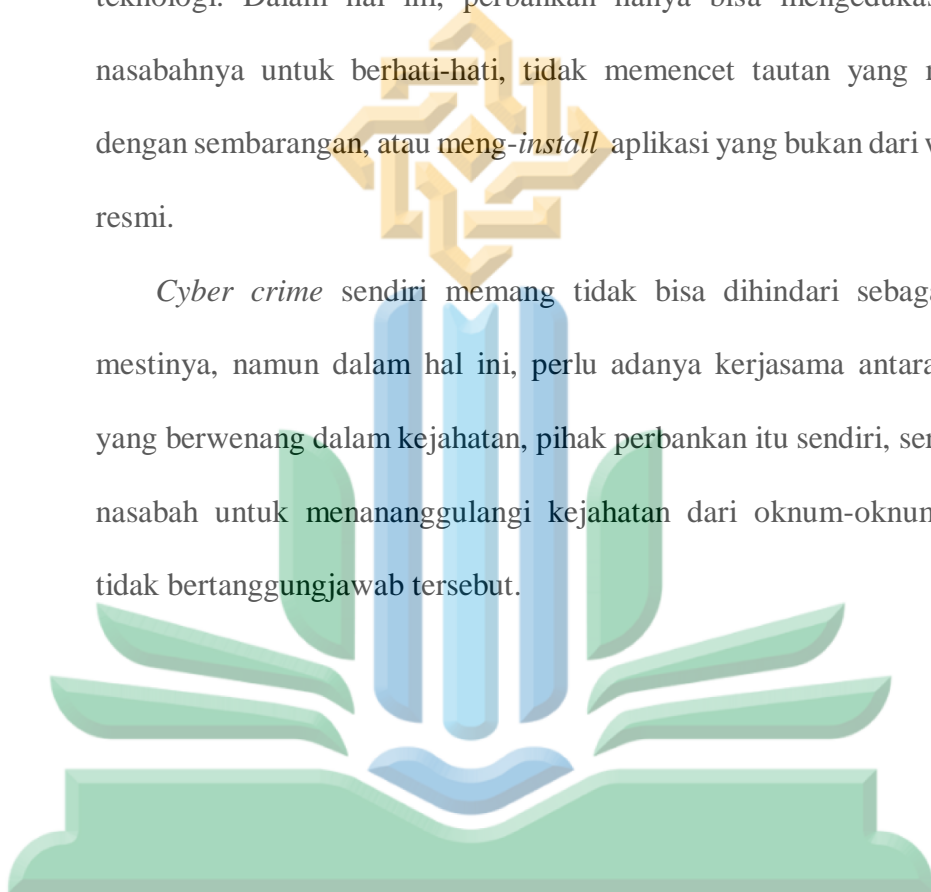 teknologi. Dalam hal ini, perbankan hanya bisa mengedukas
nasabahnya untuk berhati-hati, tidak memencet tautan yang
dengan sembarangan, atau meng-install aplikasi yang bukan dari
resmi.
Cyber crime sendiri memang tidak bisa dihindari sebaga
mestinya, namun dalam hal ini, perlu adanya kerjasama antara
yang berwenang dalam kejahatan, pihak perbankan itu sendiri, ser
nasabah untuk menananggulangi kejahatan dari oknum-oknum
tidak bertanggungjawab tersebut.